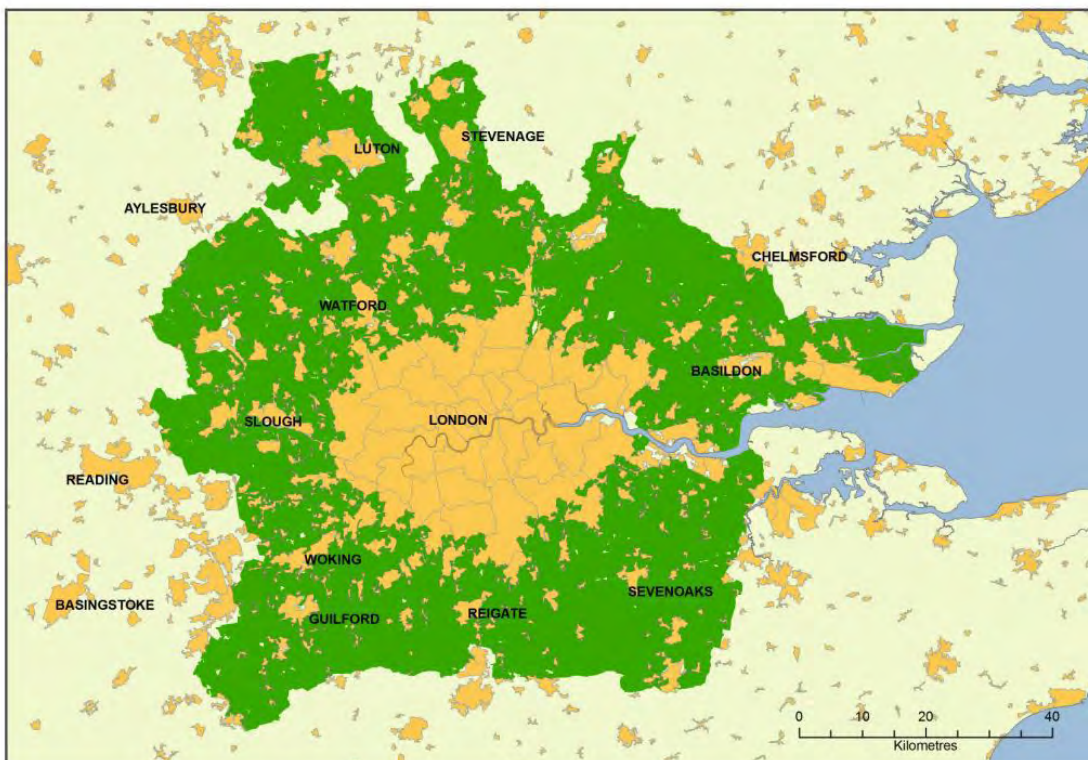 STEVENAGE
LUTON
AYLESBURY
CHELMSFORD
WATFORD
BASILDON
SLOUGH
LONDON
READING
WOKING
SEVENOAKS
BASINGSTOKE
GUILFORD
REIGATE
0 10 20 40
Kilometres